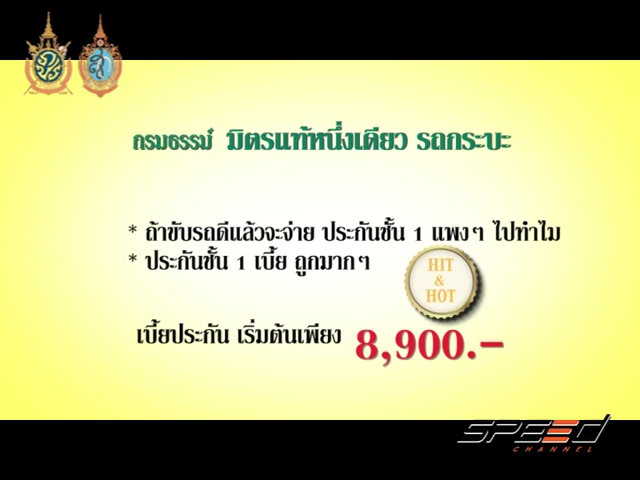 กรมธรรม์ มิตรแท้หนึ่งเดียว รถกระบะ
* ถ้าขับรถดีแล้วจะจ่าย ประกันชั้น 1 แพงๆ ไปทำไม
* ประกันชั้น 1 เบี้ย ถูกมากๆ
HIT
&
HOT
เบี้ยประกัน เริ่มต้นเพียง 8,900.-
SPEED
CHANNEL